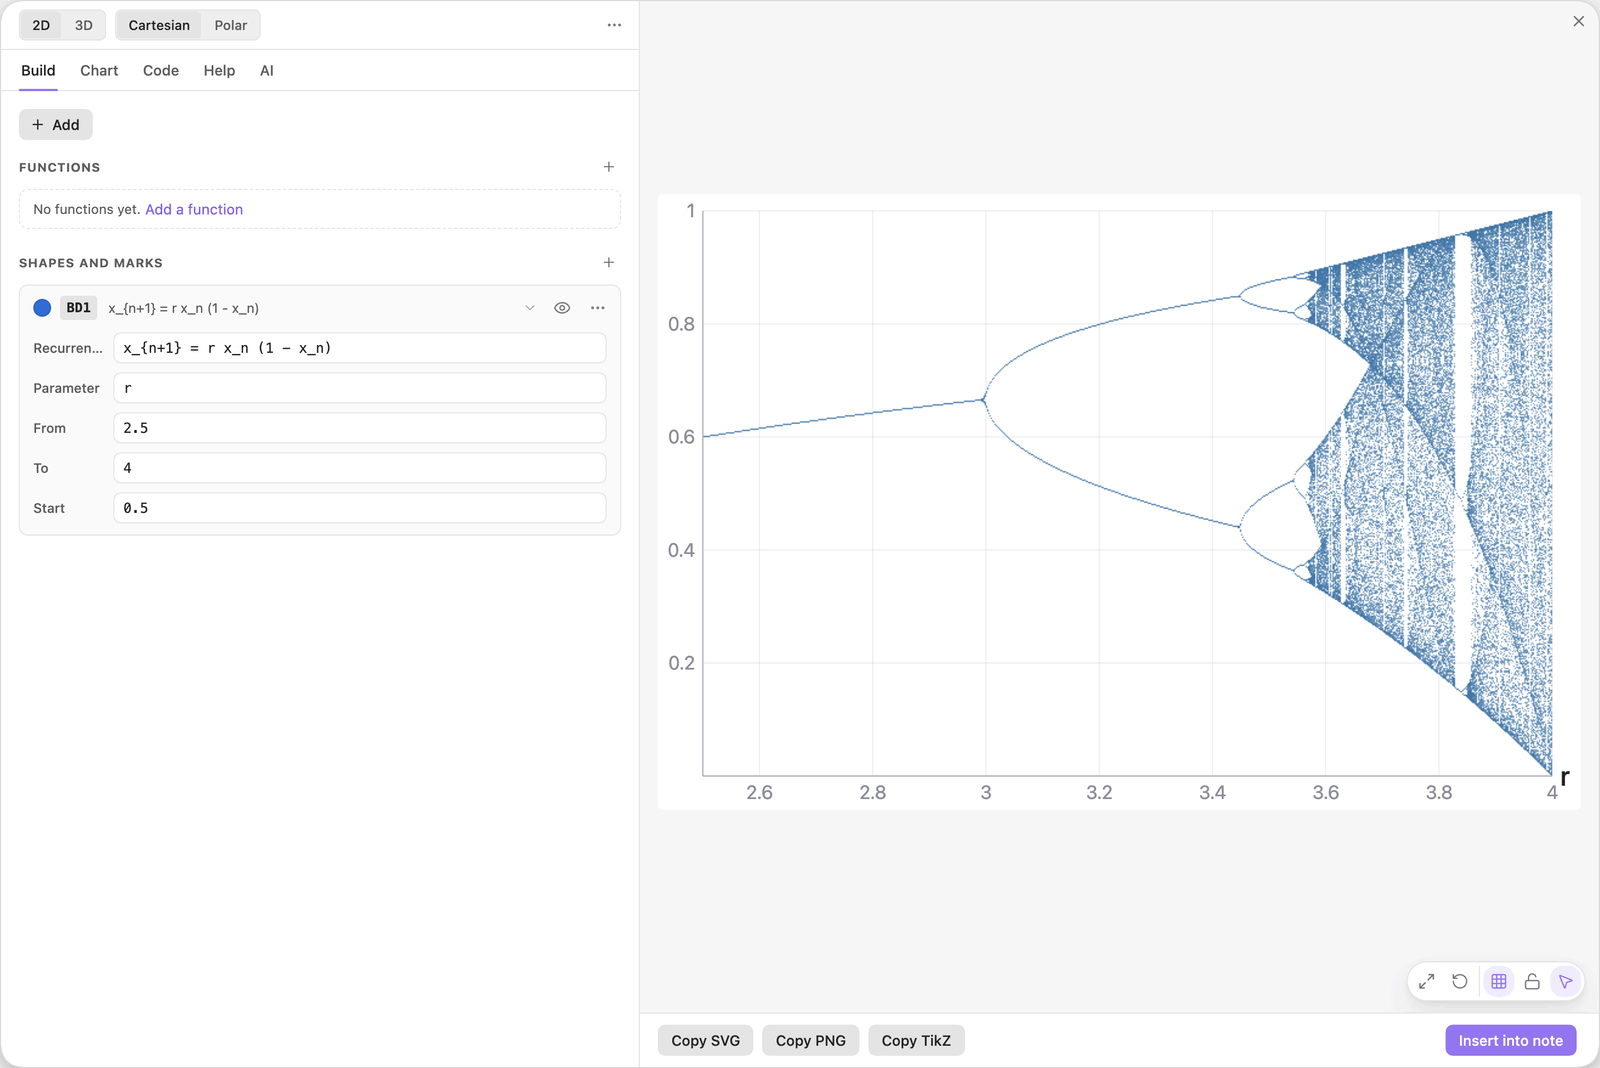 2D 3D Cartesian Polar
Build Chart Code Help AI
+ Add
FUNCTIONS
No functions yet. Add a function
SHAPES AND MARKS
BD1 x_{n+1} = r x_n (1 - x_n)
Recurren... x_{n+1} = r x_n (1 − x_n)
Parameter r
From 2.5
To 4
Start 0.5
1
0.8
0.6
0.4
0.2
r
2.6 2.8 3 3.2 3.4 3.6 3.8 4
Copy SVG Copy PNG Copy TikZ Insert into note